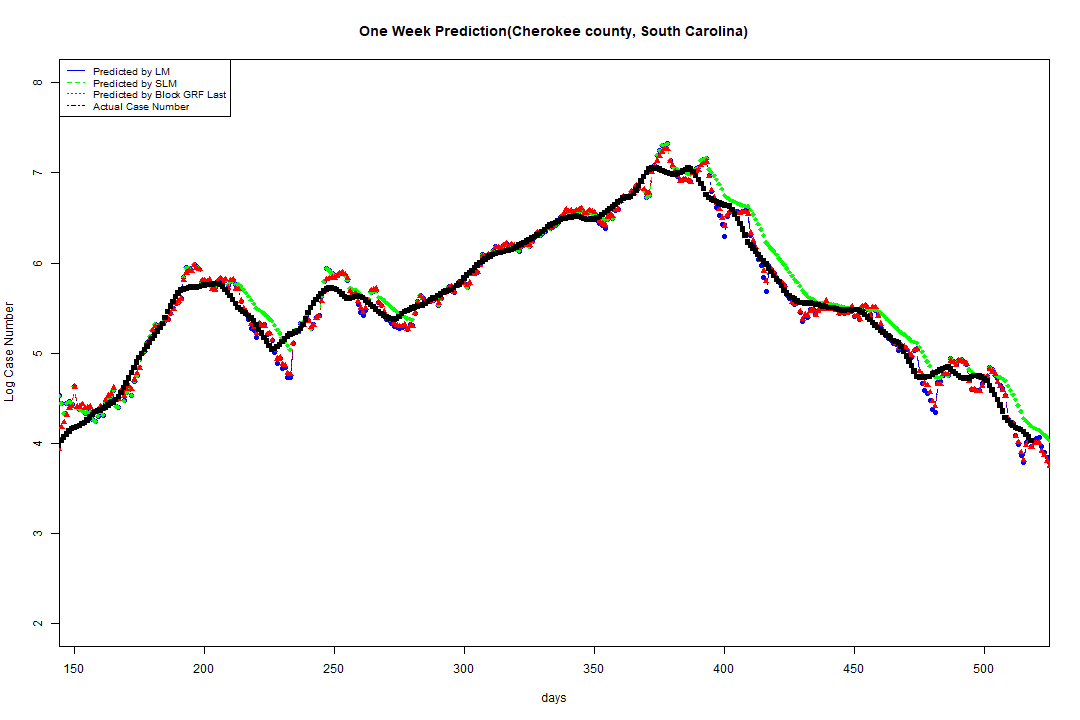 One Week Prediction(Cherokee county, South Carolina)
Predicted by LM
Predicted by SLM
Predicted by Block GRF Last
Actual Case Number
Log Case Number
8
7
6
5
4
3
2
150 200 250 300 350 400 450 500
days